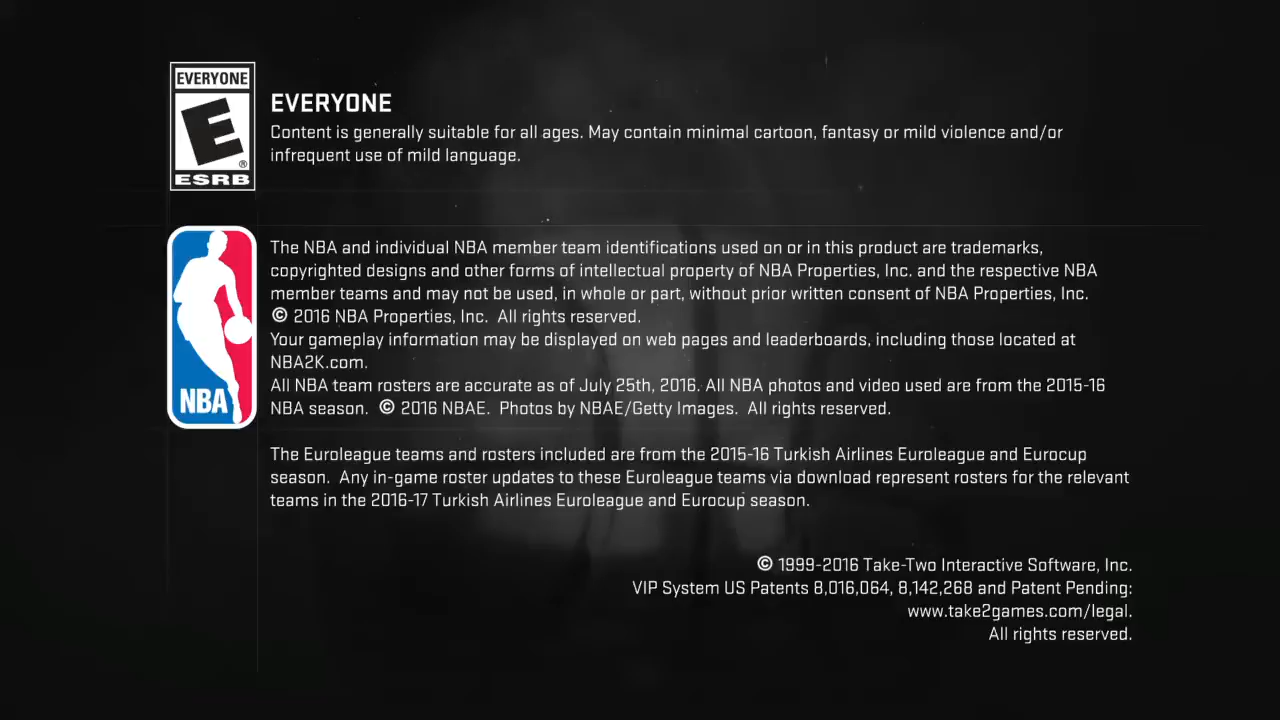 EVERYONE
E
®
ESRB
EVERYONE
Content is generally suitable for all ages. May contain minimal cartoon, fantasy or mild violence and/or
infrequent use of mild language.
NBA
The NBA and individual NBA member team identifications used on or in this product are trademarks,
copyrighted designs and other forms of intellectual property of NBA Properties, Inc. and the respective NBA
member teams and may not be used, in whole or part, without prior written consent of NBA Properties, Inc.
© 2016 NBA Properties, Inc.  All rights reserved.
Your gameplay information may be displayed on web pages and leaderboards, including those located at
NBA2K.com.
All NBA team rosters are accurate as of July 25th, 2016. All NBA photos and video used are from the 2015-16
NBA season.  © 2016 NBAE.  Photos by NBAE/Getty Images.  All rights reserved.
The Euroleague teams and rosters included are from the 2015-16 Turkish Airlines Euroleague and Eurocup
season.  Any in-game roster updates to these Euroleague teams via download represent rosters for the relevant
teams in the 2016-17 Turkish Airlines Euroleague and Eurocup season.
© 1999-2016 Take-Two Interactive Software, Inc.
VIP System US Patents 8,016,064, 8,142,268 and Patent Pending:
www.take2games.com/legal.
All rights reserved.